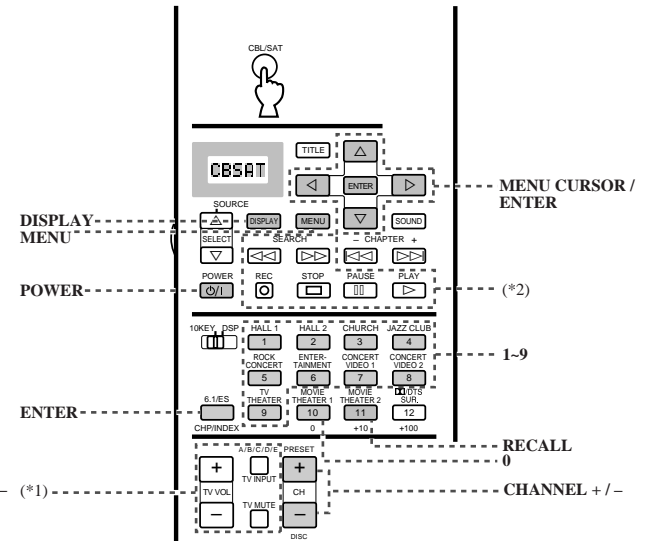 CBL/SAT
TITLE
CBSAT
ENTER
MENU CURSOR /
ENTER
SOURCE
DISPLAY
DISPLAY
MENU
SOUND
MENU
SELECT
SEARCH
– CHAPTER +
POWER
POWER
REC
STOP
PAUSE
PLAY
(*2)
10KEY DSP
HALL 1
HALL 2
CHURCH
JAZZ CLUB
1
2
3
4
1~9
ROCK CONCERT
ENTER- TAINMENT
CONCERT VIDEO 1
CONCERT VIDEO 2
5
6
7
8
6.1/ES
TV THEATER
MOVIE THEATER 1
MOVIE THEATER 2
/DTS SUR.
ENTER
9
10
11
12
CHP/INDEX
0
+10
+100
RECALL
0
A/B/C/D/E
PRESET
+
TV INPUT
+
– (*1)
TV VOL
CH
CHANNEL + / –
–
TV MUTE
–
DISC